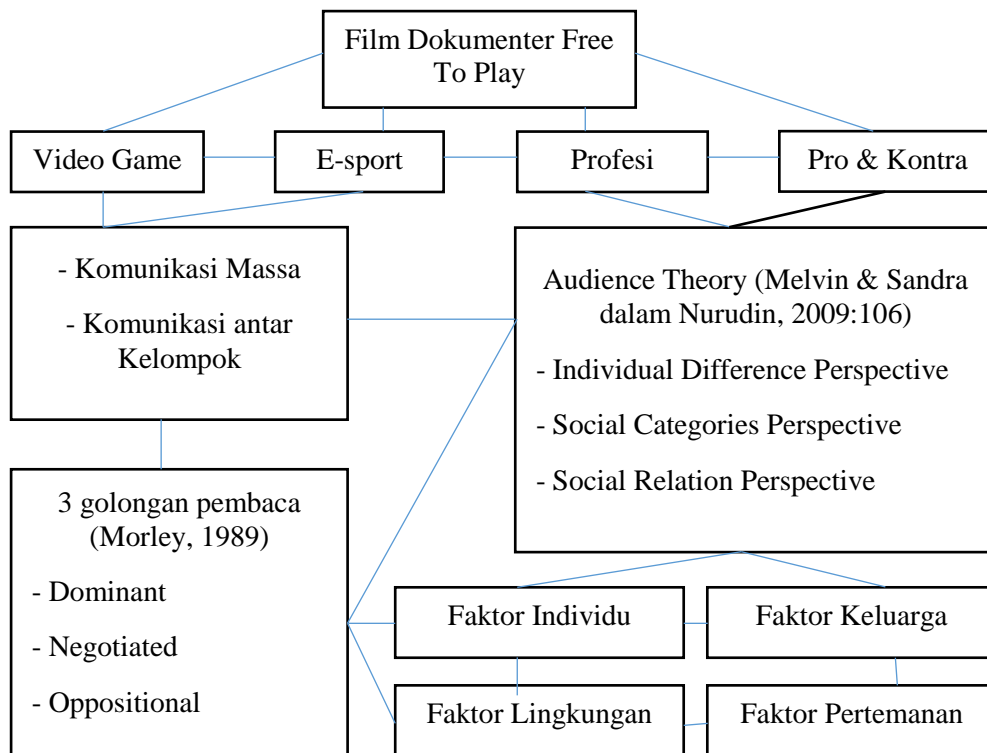 Film Dokumenter Free
To Play
Video Game
E-sport
Profesi
Pro & Kontra
- Komunikasi Massa
- Komunikasi antar
Kelompok
Audience Theory (Melvin & Sandra
dalam Nurudin, 2009:106)
- Individual Difference Perspective
- Social Categories Perspective
- Social Relation Perspective
3 golongan pembaca
(Morley, 1989)
- Dominant
- Negotiated
- Oppositional
Faktor Individu
Faktor Keluarga
Faktor Lingkungan
Faktor Pertemanan